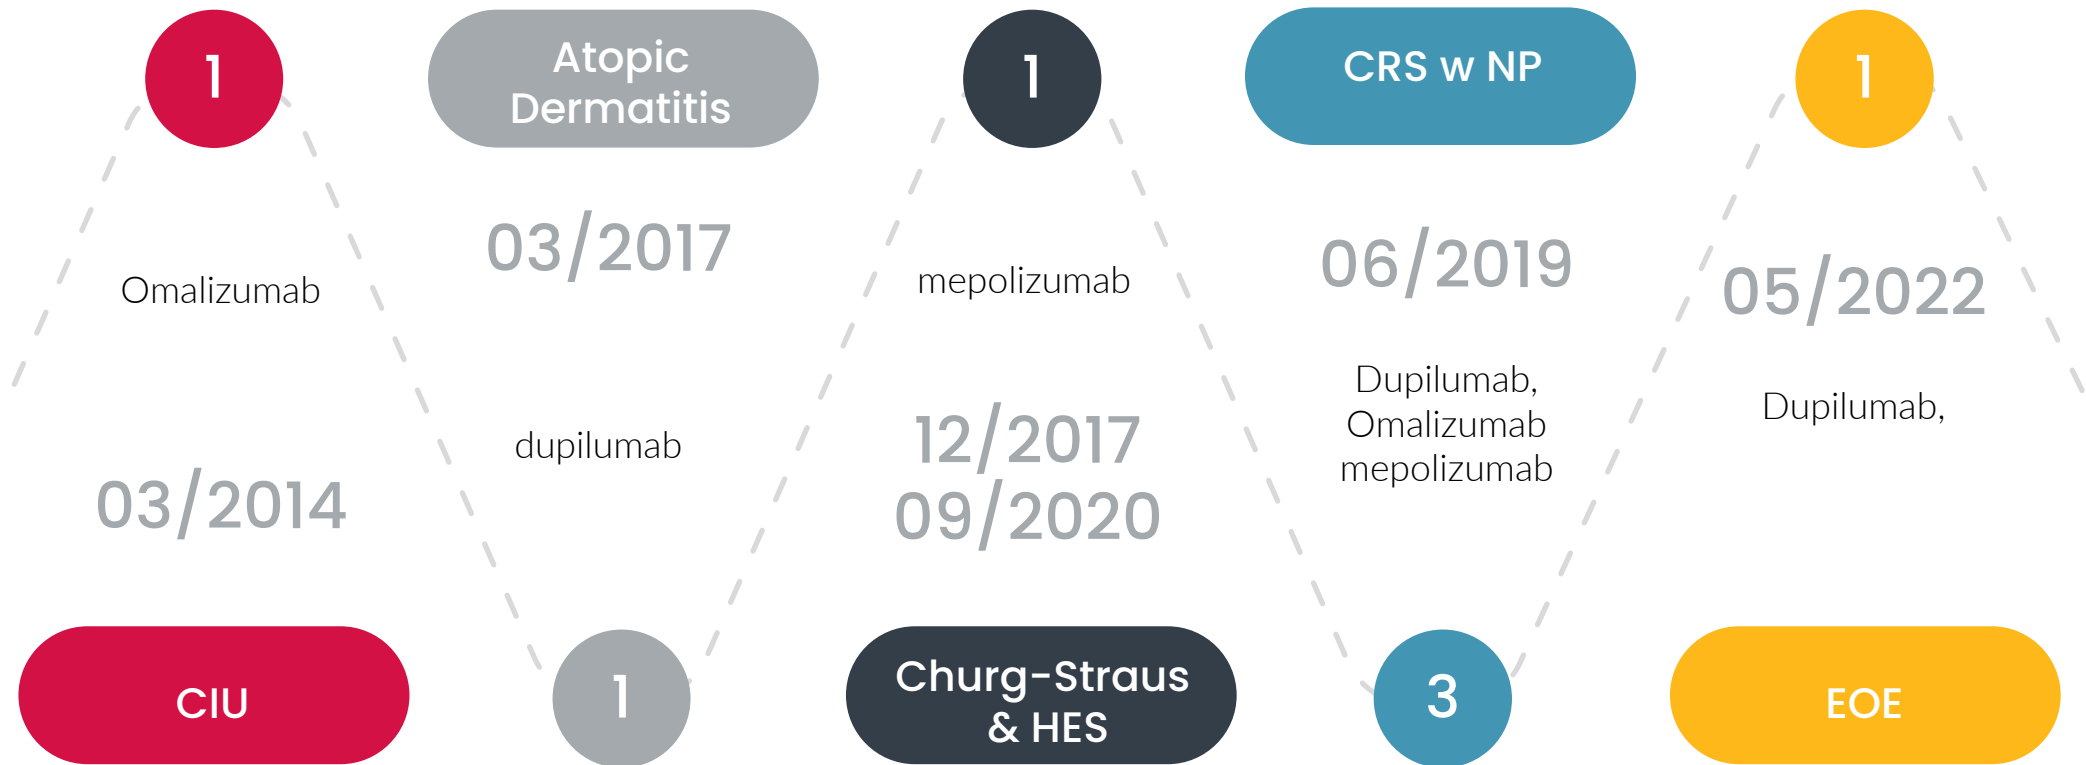 1
Omalizumab
03/2014
CIU
Atopic
Dermatitis
03/2017
dupilumab
1
1
mepolizumab
12/2017
09/2020
Churg-Straus
& HES
CRS w NP
06/2019
Dupilumab,
Omalizumab
mepolizumab
3
1
05/2022
Dupilumab,
EOE